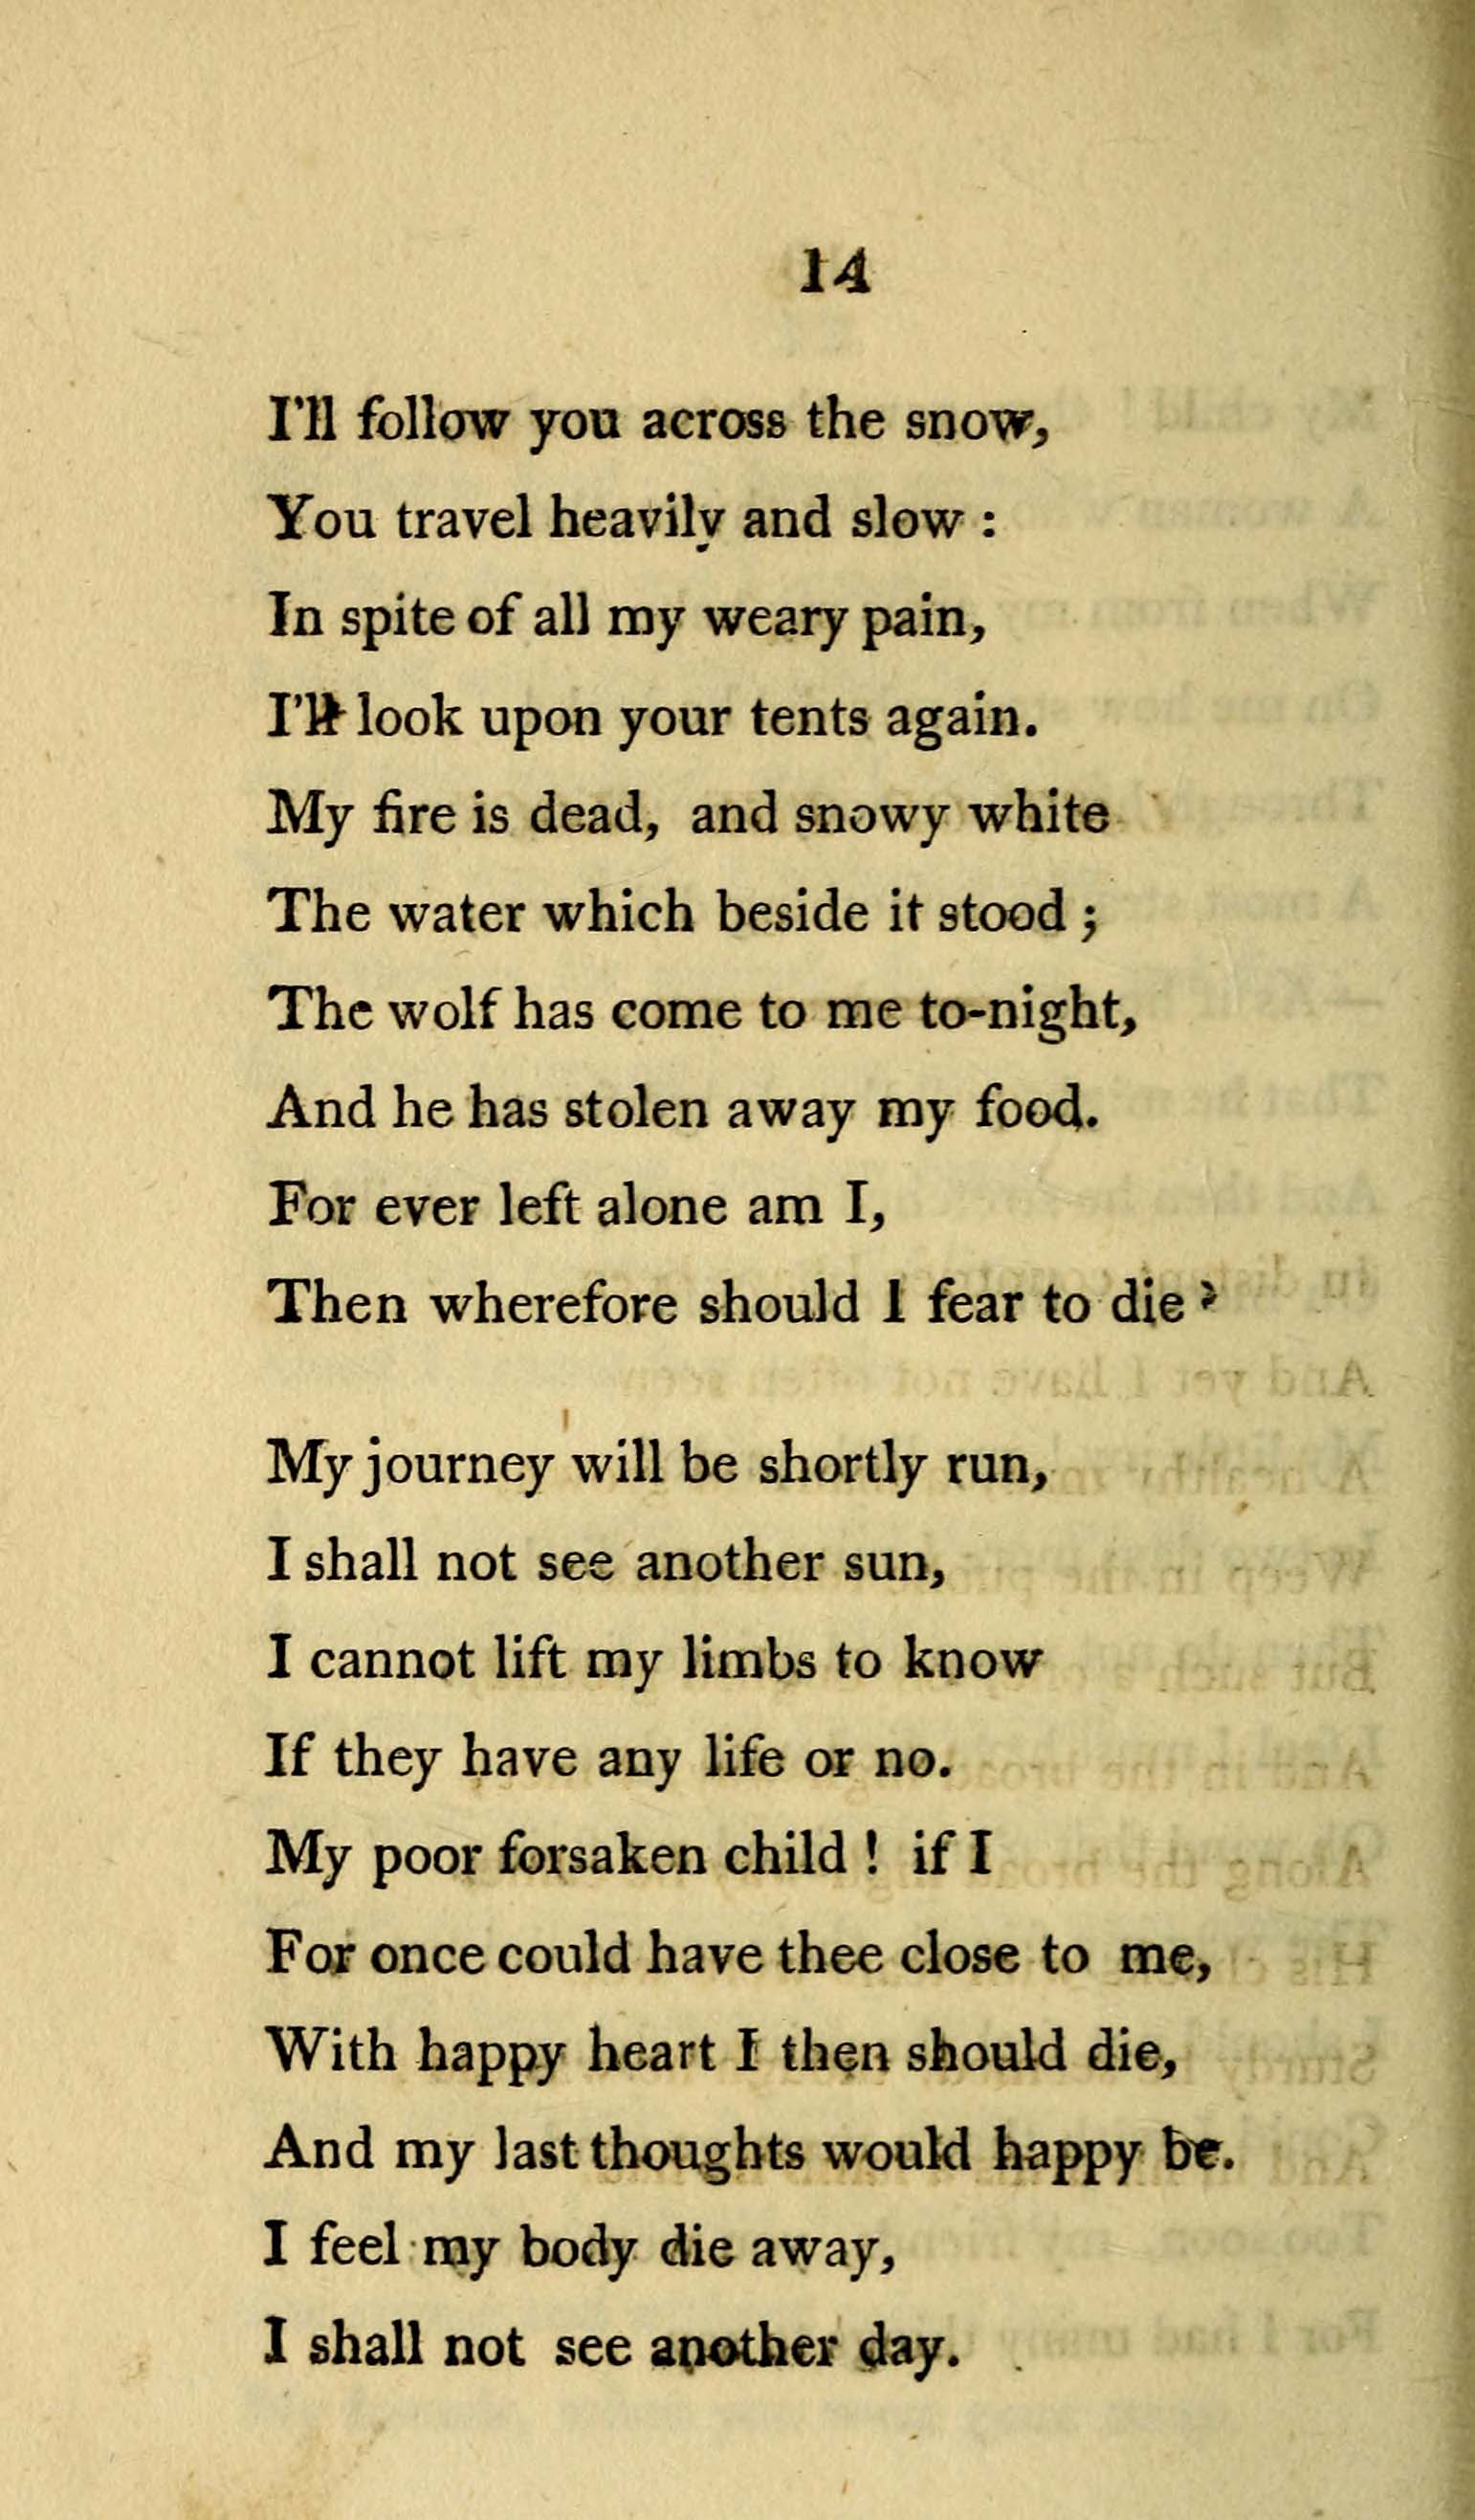 14
I'll follow you across the snow,
You travel heavily and slow :
In spite of all my weary pain,
I'll look upon your tents again.
My fire is dead, and snowy white
The water which beside it stood ;
The wolf has come to me to-night,
And he has stolen away my food.
For ever left alone am I,
Then wherefore should I fear to die ?
My journey will be shortly run,
I shall not see another sun,
I cannot lift my limbs to know
If they have any life or no.
My poor forsaken child ! if I
For once could have thee close to me,
With happy heart I then should die,
And my last thoughts would happy be.
I feel my body die away,
I shall not see another day.